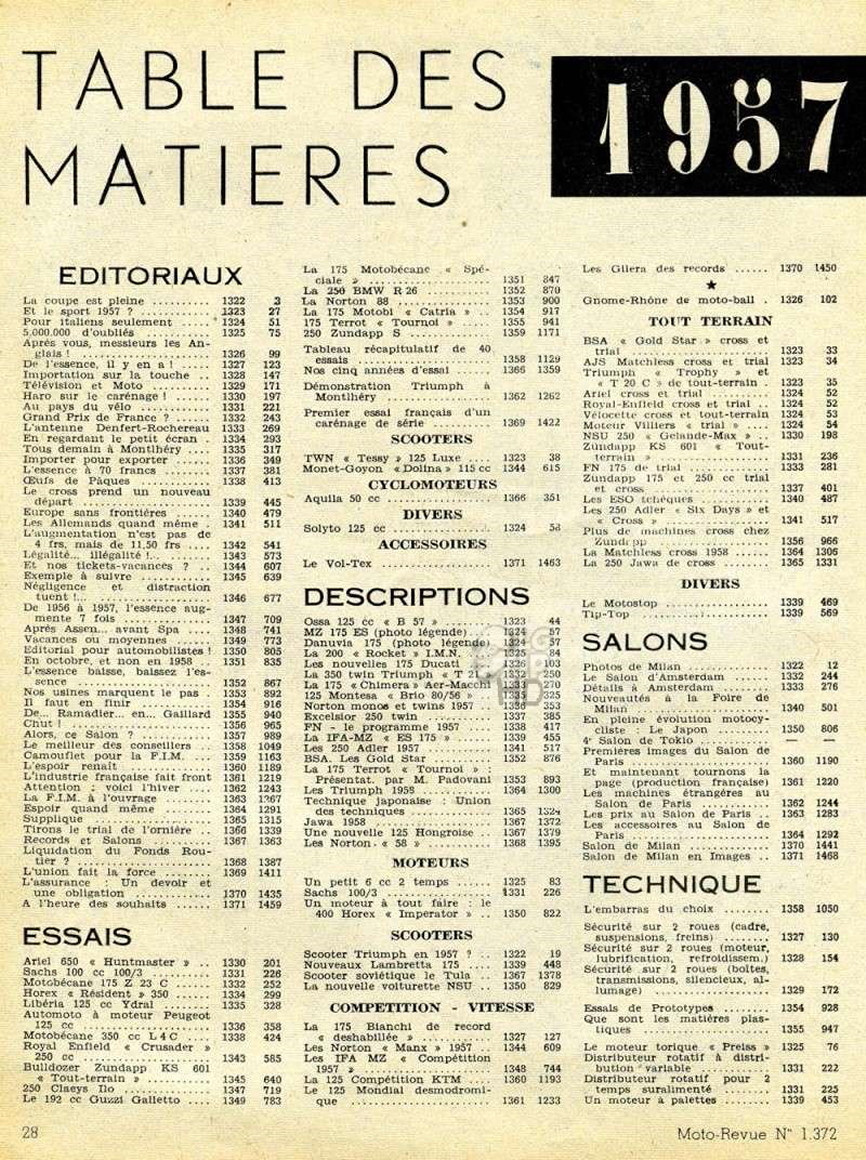 TABLE DES
MATIERES
1957
EDITORIAUX
La coupe est pleine .......... 1322 3
Et le sport 1957 ? ............ 1323 27
Pour italiens seulement ..... 1324 51
5.000.000 d'oubliés .......... 1325 75
Après vous, messieurs les An-
glais ! .................. 1326 99
De l'essence, il y en a ! ..... 1327 123
Importation sur la touche .. 1328 147
Télévision et Moto .......... 1329 171
Haro sur le carénage ! ...... 1330 197
Au pays du vélo ............ 1331 221
Grand Prix de France ? ...... 1332 243
L'antenne Denfert-Rochereau 1333 269
En regardant le petit écran . 1334 293
Tous demain à Montlhéry .... 1335 317
Importer pour exporter ...... 1336 349
L'essence à 70 francs ....... 1337 381
Œufs de Pâques ............ 1338 413
Le cross prend un nouveau
départ .................. 1339 445
Europe sans frontières ...... 1340 479
Les Allemands quand même . 1341 511
L'augmentation n'est pas de
4 frs, mais de 11,50 frs .... 1342 541
Légalité... illégalité !... ....... 1343 573
Et nos tickets-vacances ? .. 1344 607
Exemple à suivre ............ 1345 639
Négligence et distraction
tuent !... .................. 1346 677
De 1956 à 1957, l'essence aug-
mente 7 fois ............ 1347 709
Après Assen... avant Spa .... 1348 741
Vacances ou moyennes ...... 1349 773
Editorial pour automobilistes ! 1350 805
En octobre, et non en 1958 .. 1351 835
L'essence baisse, baissez l'es-
sence .................. 1352 867
Nos usines marquent le pas . 1353 892
Il faut en finir ............ 1354 916
De... Ramadier... en... Gaillard 1355 940
Chut ! .................. 1356 965
Alors, ce Salon ? ............ 1357 989
Le meilleur des conseillers .. 1358 1049
Camouflet pour la F.I.M. .... 1359 1163
L'espoir renaît ............ 1360 1189
L'industrie française fait front 1361 1219
Attention ; voici l'hiver .... 1362 1243
La F.I.M. à l'ouvrage ........ 1363 1267
Espoir quand même ........ 1364 1291
Supplique .................. 1365 1315
Tirons le trial de l'ornière .. 1366 1339
Records et Salons .......... 1367 1363
Liquidation du Fonds Rou-
tier ? .................. 1368 1387
L'union fait la force ........ 1369 1411
L'assurance : Un devoir et
une obligation ............ 1370 1435
A l'heure des souhaits ...... 1371 1459
ESSAIS
Ariel 650 « Huntmaster » .. 1330 201
Sachs 100 cc 100/3 .......... 1331 226
Motobécane 175 Z 23 C .... 1332 252
Horex « Résident » 350 ...... 1334 299
Libéria 125 cc Ydral ........ 1335 328
Automoto à moteur Peugeot
125 cc .................. 1336 358
Motobécane 350 cc L 4 C .... 1338 424
Royal Enfield « Crusader »
250 cc .................. 1343 585
Bulldozer Zundapp KS 601
« Tout-terrain » .......... 1345 640
250 Claeys Ilo .............. 1347 719
Le 192 cc Guzzi Galletto .... 1349 783
La 175 Motobécane « Spé-
ciale » .................. 1351 847
La 250 BMW R 26 .......... 1352 870
La Norton 88 .............. 1353 900
La 175 Motobi « Catria » .. 1354 917
175 Terrot « Tournoi » ..... 1355 941
250 Zundapp S ............ 1359 1171
Tableau récapitulatif de 40
essais .................. 1358 1129
Nos cinq années d'essai ...... 1366 1359
Démonstration Triumph à
Montlhéry .............. 1362 1262
Premier essai français d'un
carénage de série ........ 1369 1422
SCOOTERS
TWN « Tessy » 125 Luxe .... 1323 38
Monet-Goyon « Dolina » 115 cc 1344 615
CYCLOMOTEURS
Aquila 50 cc .............. 1366 351
DIVERS
Solyto 125 cc .............. 1324
ACCESSOIRES
Le Vol-Tex .............. 1371 1463
DESCRIPTIONS
Ossa 125 cc « B 57 » ........ 1323 44
MZ 175 ES (photo légende)... 1324 57
Danuvia 175 (photo légende) 1324 57
La 200 « Rocket » I.M.N. .. 1325 84
Les nouvelles 175 Ducati .. 1326 103
La 350 twin Triumph « T 21 » 1332 250
La 175 « Chimera » Aer-Macchi 1333 270
125 Montesa « Brio 80/56 » .. 1335 325
Norton monos et twins 1957 .. 1336 353
Excelsior 250 twin .......... 1337 385
FN - le programme 1957 .... 1338 417
La IFA-MZ « ES 175 » ...... 1339 455
Les 250 Adler 1957 .......... 1341 517
BSA. Les Gold Star .......... 1352 876
La 175 Terrot « Tournoi » :
Présentat. par M. Padovani 1353 893
Les Triumph 1958 .......... 1364 1300
Technique japonaise : Union
des techniques ............ 1365 1324
Jawa 1958 .................. 1367 1372
Une nouvelle 125 Hongroise .. 1367 1379
Les Norton « 58 » .......... 1368 1395
MOTEURS
Un petit 6 cc 2 temps ...... 1325 83
Sachs 100/3 .............. 1331 226
Un moteur à tout faire : le
400 Horex « Imperator » .. 1350 822
SCOOTERS
Scooter Triumph en 1957 ? .. 1322 19
Nouveaux Lambretta 175 .... 1339 448
Scooter soviétique le Tula .. 1367 1378
La nouvelle voiturette NSU .. 1350 829
COMPETITION - VITESSE
La 175 Bianchi de record
« deshabillée » ............ 1327 127
Les Norton « Manx » 1957 .. 1344 609
Les IFA MZ « Compétition
1957 » .................. 1348 744
La 125 Compétition KTM .... 1360 1193
Le 125 Mondial desmodromi-
que .................. 1361 1233
Les Gilera des records ...... 1370 1450
★
Gnome-Rhône de moto-ball . 1326 102
TOUT TERRAIN
BSA « Gold Star » cross et
trial .................. 1323 33
AJS Matchless cross et trial 1323 34
Triumph « Trophy » et
« T 20 C » de tout-terrain . 1323 35
Ariel cross et trial .......... 1324 52
Royal-Enfield cross et trial .. 1324 52
Vélocette cross et tout-terrain 1324 53
Moteur Villiers « trial » .... 1324 54
NSU 250 « Gelande-Max » .. 1330 198
Zundapp KS 601 « Tout-
terrain » .................. 1331 236
FN 175 de trial ............ 1333 281
Zundapp 175 et 250 cc trial
et cross .................. 1337 401
Les ESO tchèques .......... 1340 487
Les 250 Adler « Six Days » et
« Cross » .................. 1341 517
Plus de machines cross chez
Zundapp .................. 1356 966
La Matchless cross 1958 ...... 1364 1306
La 250 Jawa de cross ...... 1365 1331
DIVERS
Le Motostop .............. 1339 469
Tip-Top .................. 1339 569
SALONS
Photos de Milan ............ 1322 12
Le Salon d'Amsterdam ...... 1332 244
Détails à Amsterdam ........ 1333 276
Nouveautés à la Foire de
Milan .................. 1340 501
En pleine évolution motocy-
cliste : Le Japon ........ 1350 806
4e Salon de Tokio .......... — —
Premières images du Salon de
Paris .................. 1360 1190
Et maintenant tournons la
page (production française) 1361 1220
Les machines étrangères au
Salon de Paris ............ 1362 1244
Les prix au Salon de Paris .. 1363 1283
Les accessoires au Salon de
Paris .................. 1364 1292
Salon de Milan ............ 1370 1441
Salon de Milan en Images .. 1371 1468
TECHNIQUE
L'embarras du choix ........ 1358 1050
Sécurité sur 2 roues (cadre,
suspensions, freins) ........ 1327 130
Sécurité sur 2 roues (moteur,
lubrification, refroidissem.) 1328 154
Sécurité sur 2 roues (boîtes,
transmissions, silencieux, al-
lumage) .................. 1329 172
Essais de Prototypes ........ 1354 928
Que sont les matières plas-
tiques .................. 1355 947
Le moteur torique « Preiss » 1325 76
Distributeur rotatif à distri-
bution variable ............ 1331 222
Distributeur rotatif pour 2
temps suralimenté ........ 1331 225
Un moteur à palettes ........ 1339 453
28
Moto-Revue N° 1.372